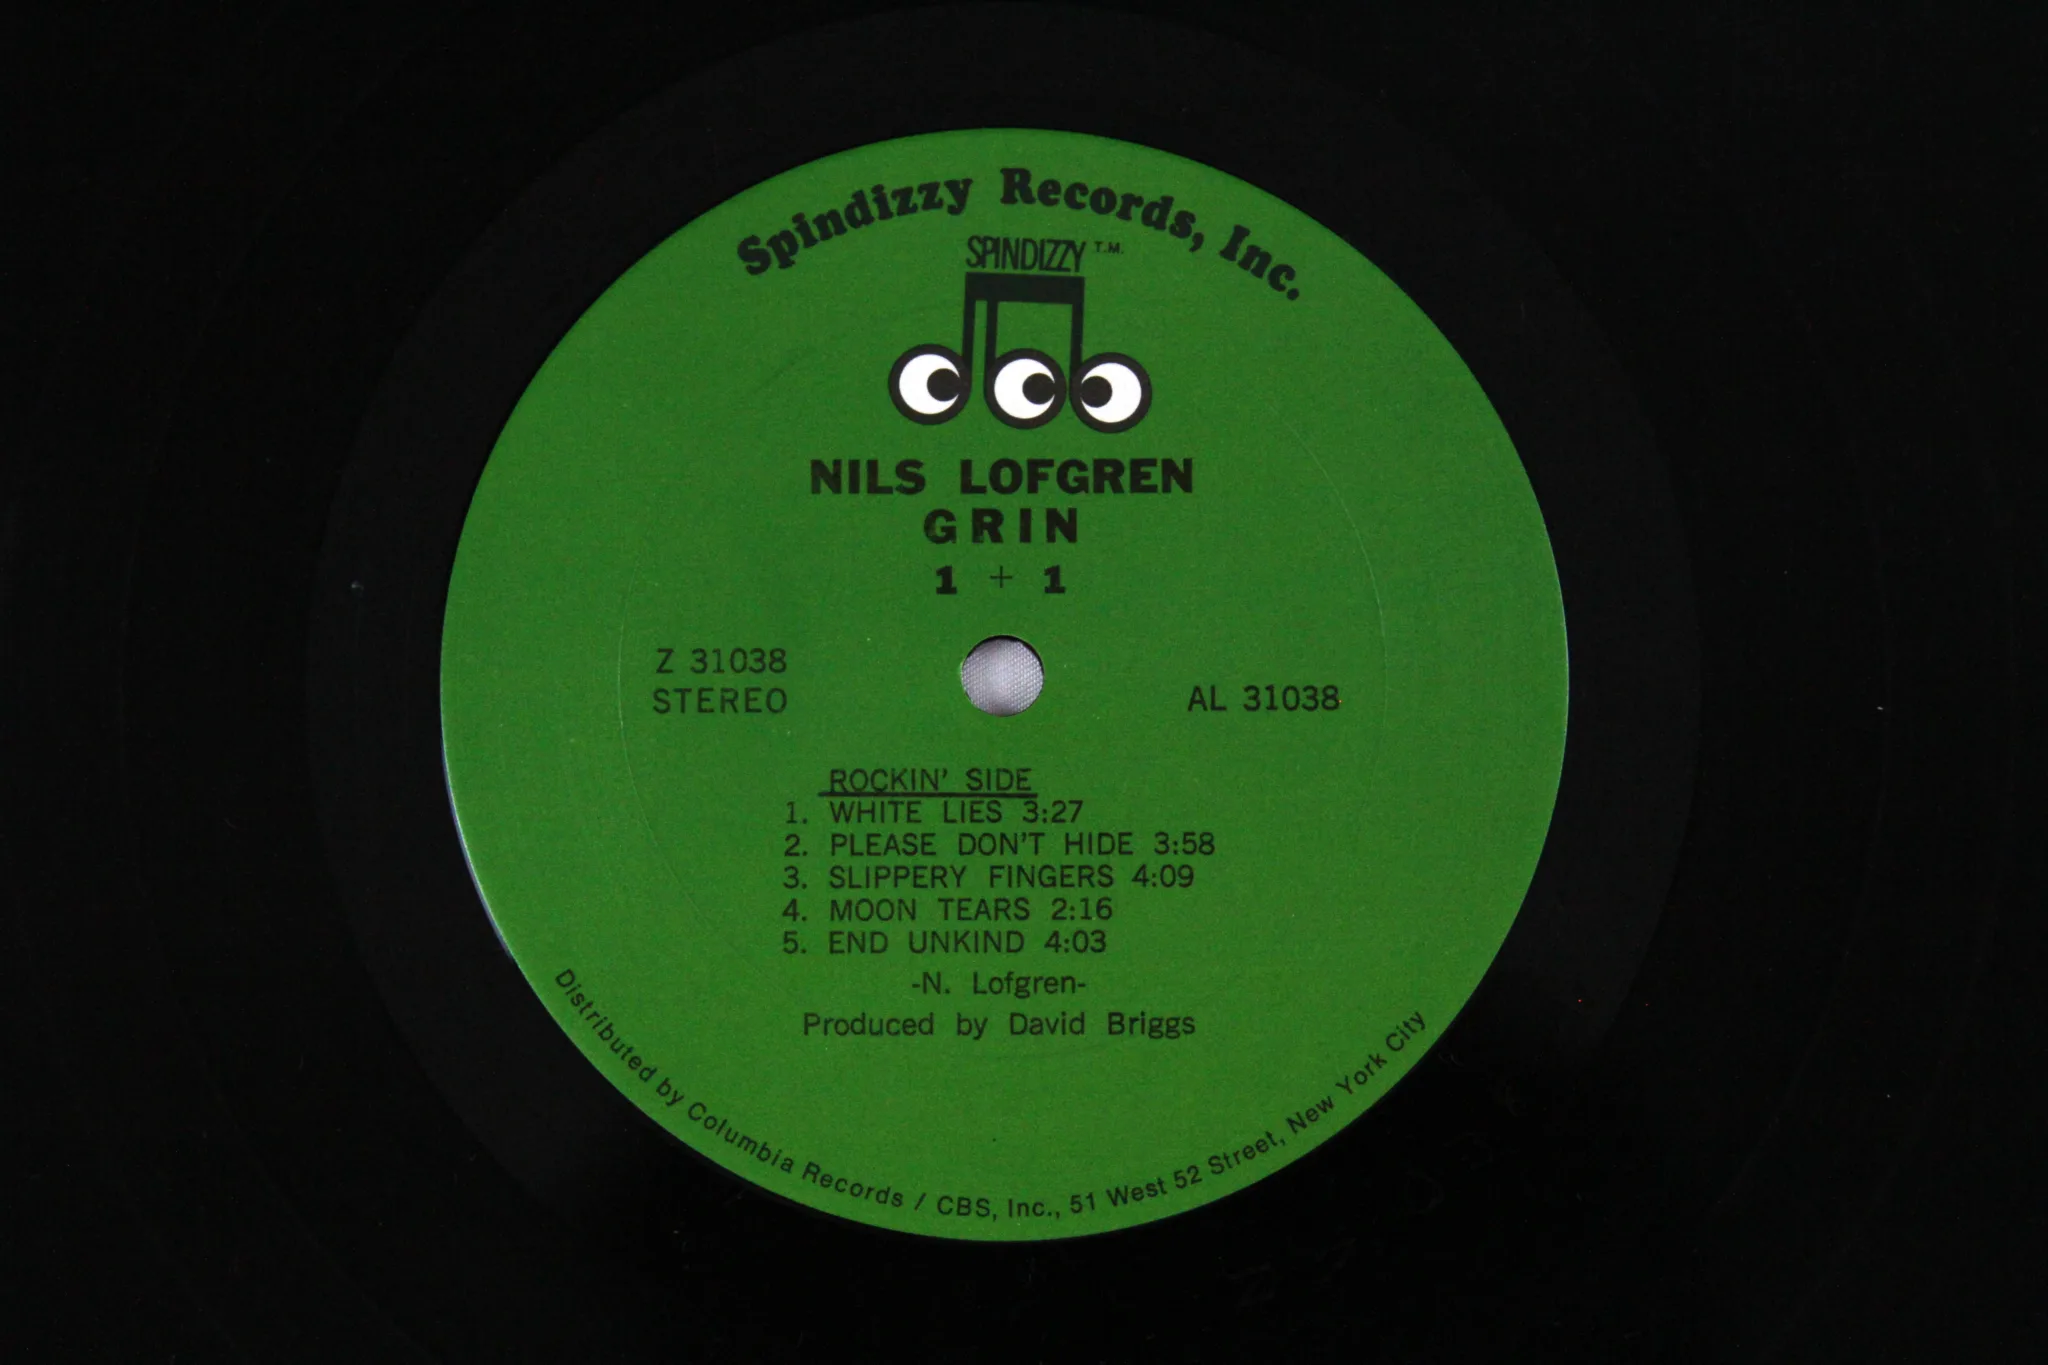 Spindizzy Records, Inc.
SPINDIZZY T.M.
NILS LOFGREN
GRIN
1 + 1
Z 31038
STEREO
AL 31038
ROCKIN' SIDE
1. WHITE LIES 3:27
2. PLEASE DON'T HIDE 3:58
3. SLIPPERY FINGERS 4:09
4. MOON TEARS 2:16
5. END UNKIND 4:03
-N. Lofgren-
Produced by David Briggs
Distributed by Columbia Records / CBS, Inc., 51 West 52 Street, New York City